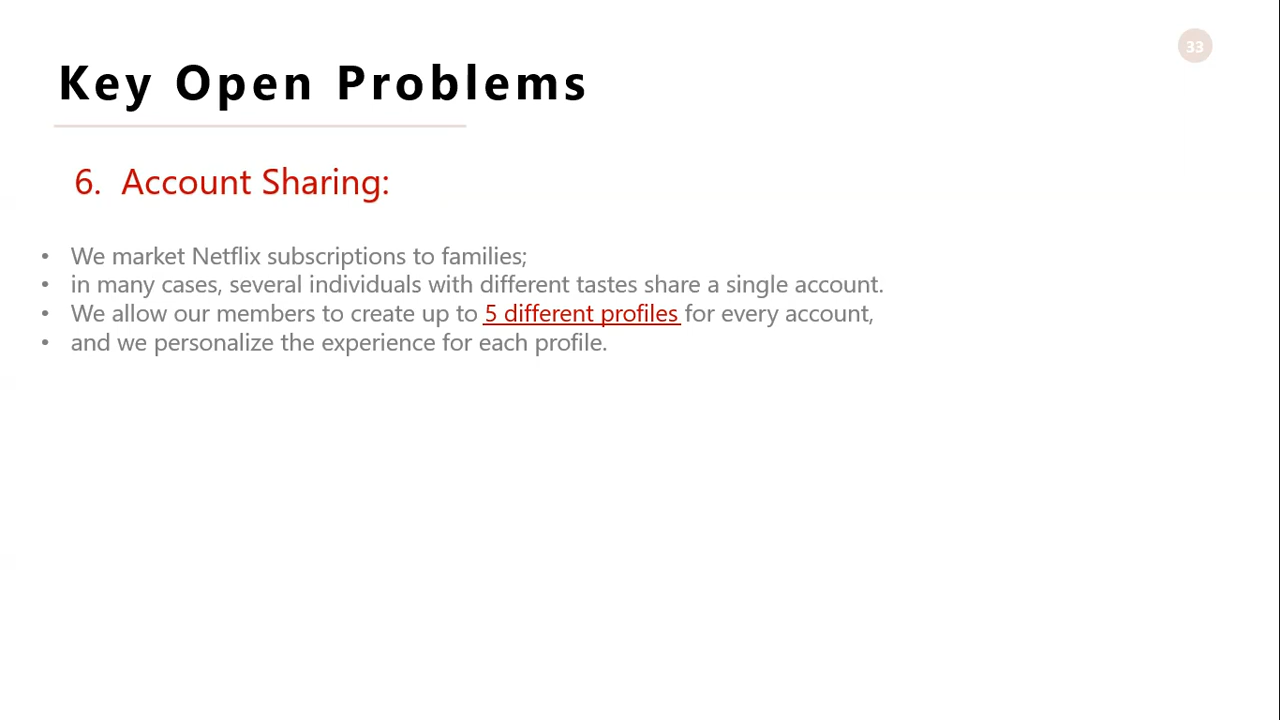 33
Key Open Problems
6. Account Sharing:
• We market Netflix subscriptions to families;
• in many cases, several individuals with different tastes share a single account.
• We allow our members to create up to 5 different profiles for every account,
• and we personalize the experience for each profile.